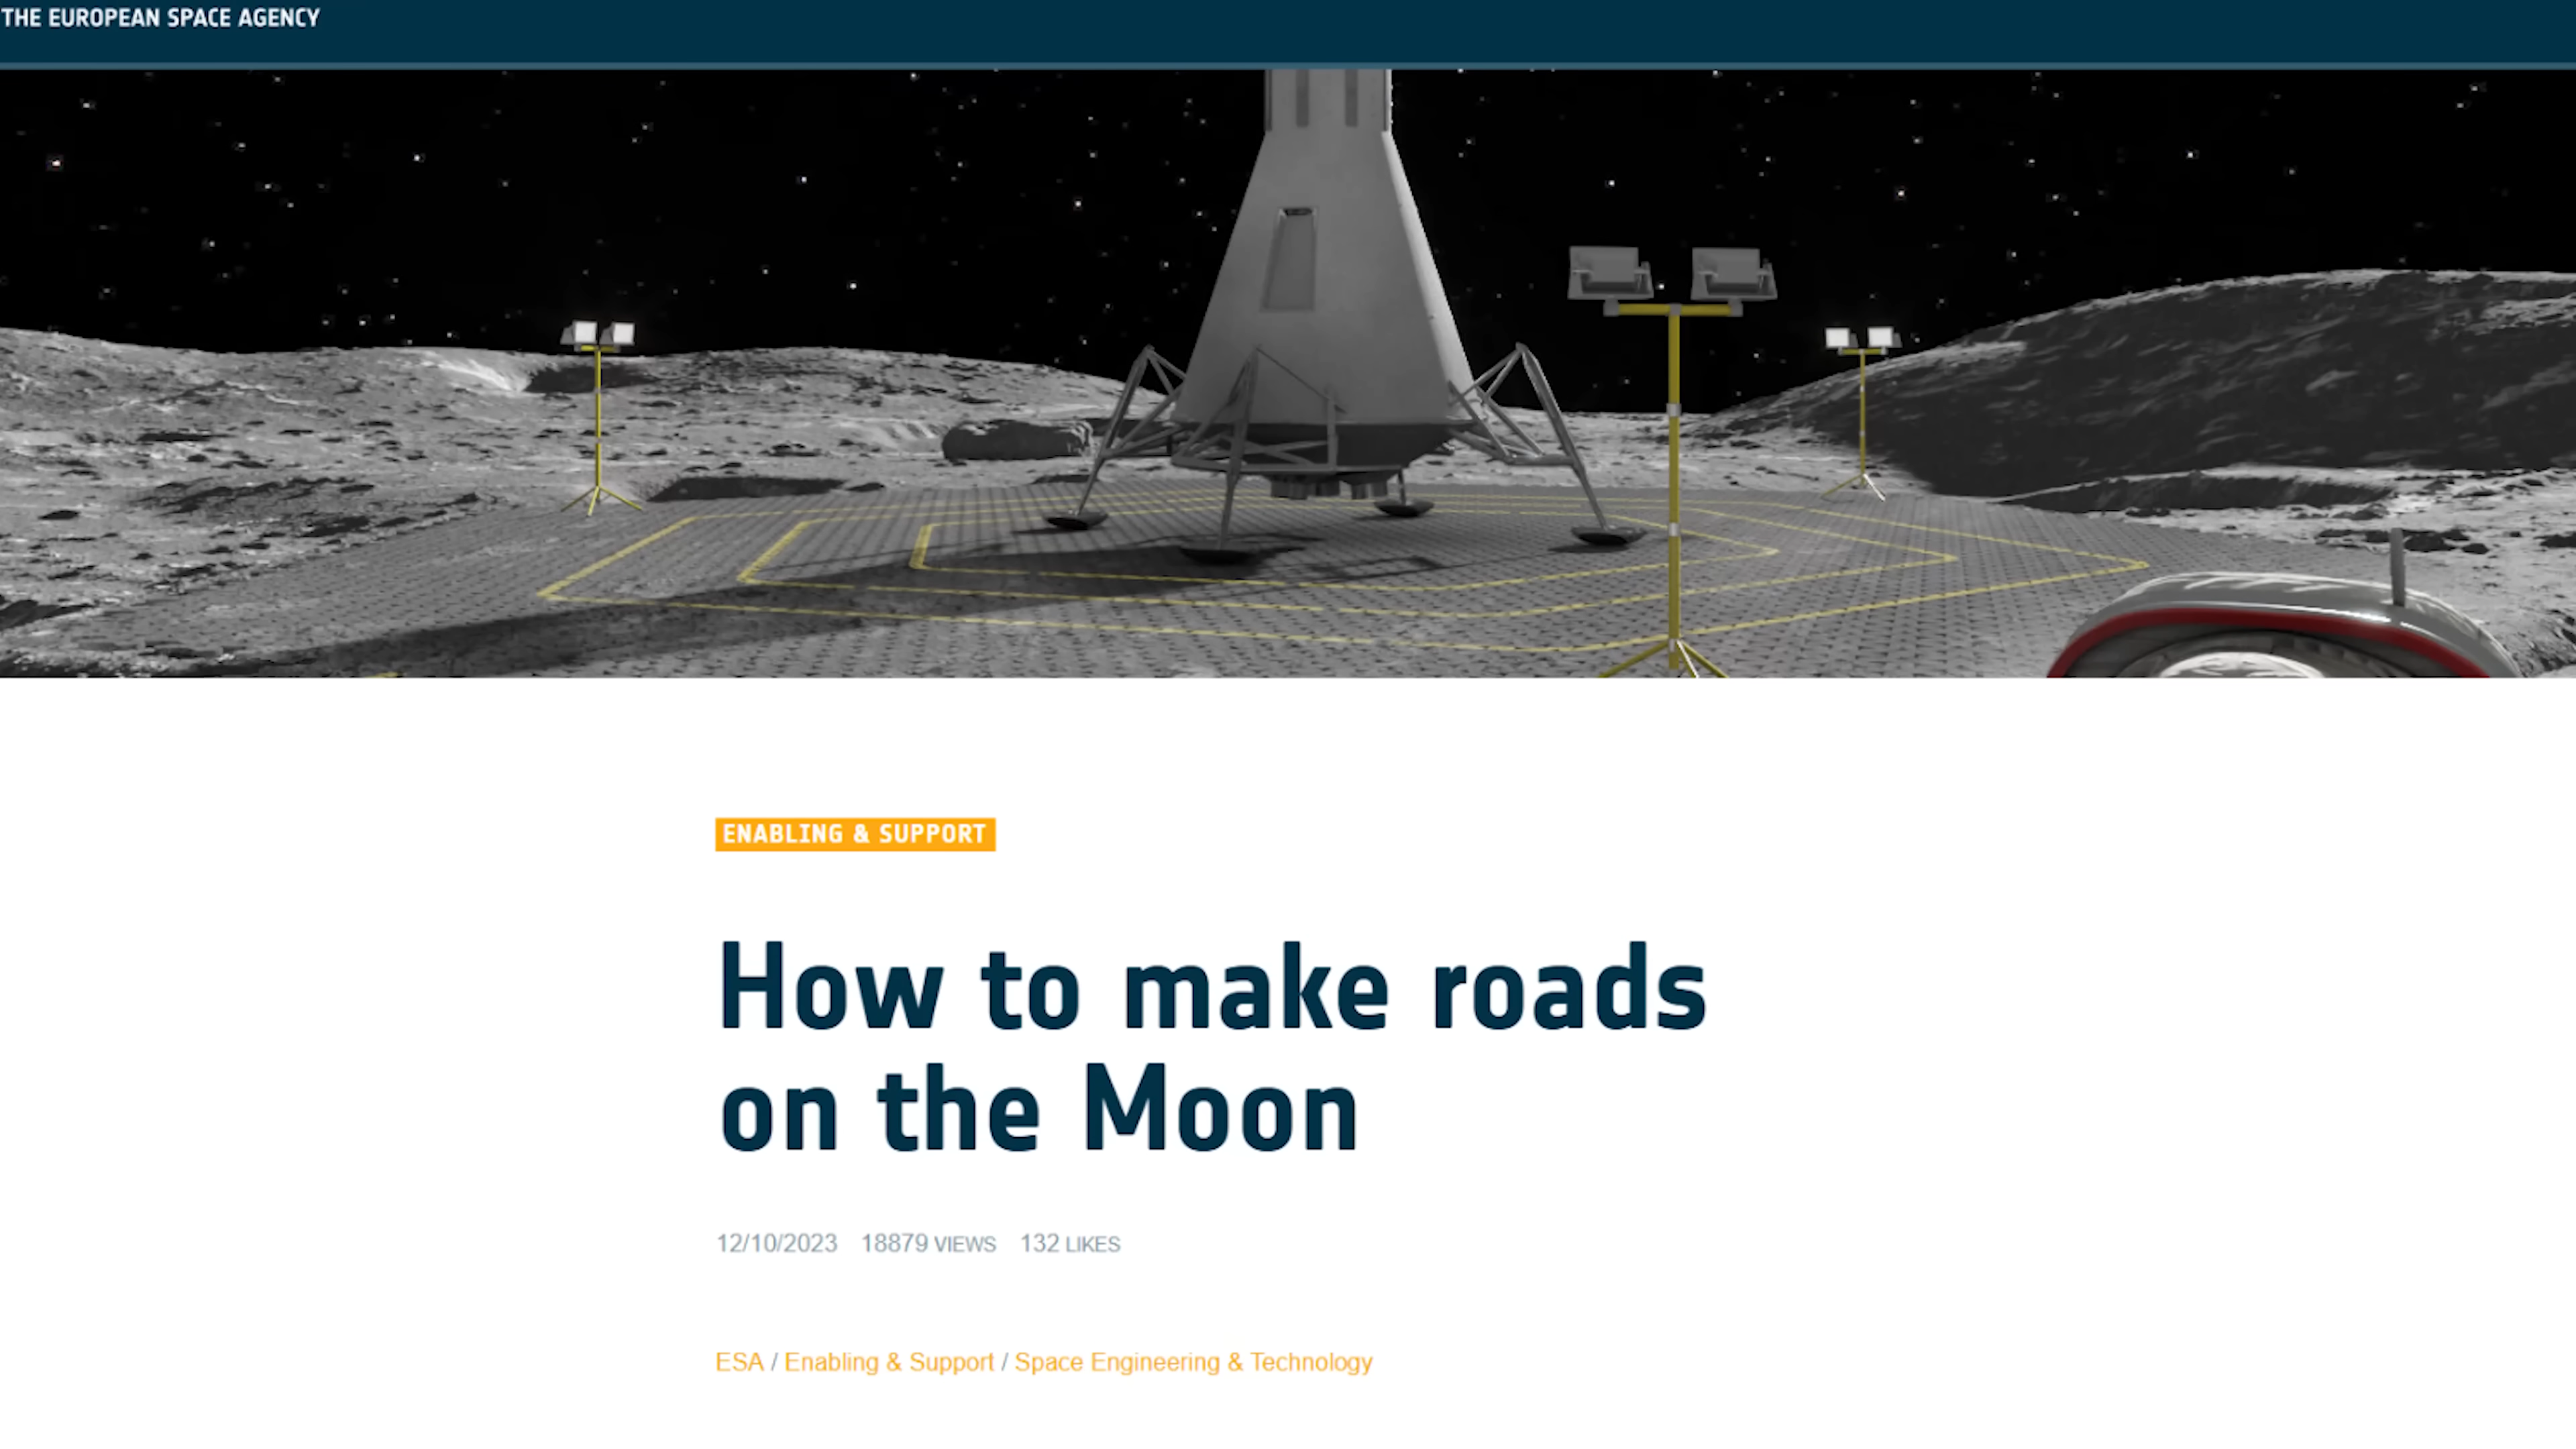 THE EUROPEAN SPACE AGENCY
ENABLING & SUPPORT
How to make roads
on the Moon
12/10/2023 18879 VIEWS 132 LIKES
ESA / Enabling & Support / Space Engineering & Technology